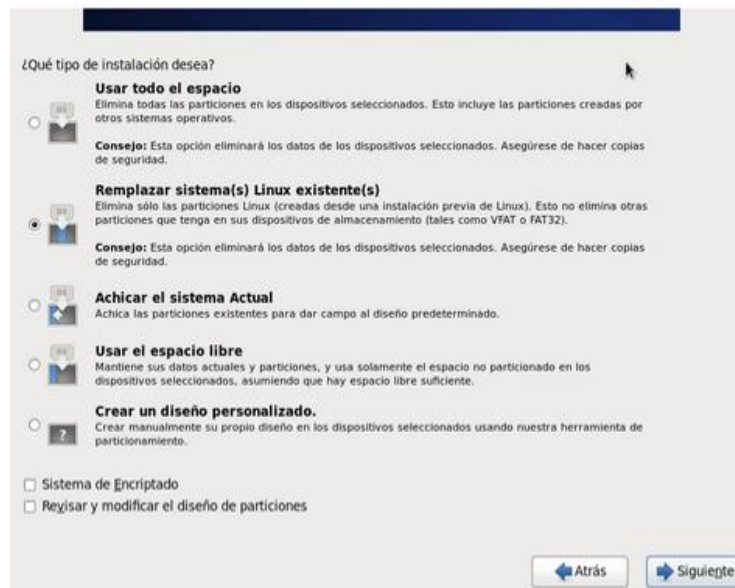 ¿Qué tipo de instalación desea?
Usar todo el espacio
Elimina todas las particiones en los dispositivos seleccionados. Esto incluye las particiones creadas por
otros sistemas operativos.
Consejo: Esta opción eliminará los datos de los dispositivos seleccionados. Asegúrese de hacer copias
de seguridad.
Remplazar sistema(s) Linux existente(s)
Elimina sólo las particiones Linux (creadas desde una instalación previa de Linux). Esto no elimina otras
particiones que tenga en sus dispositivos de almacenamiento (tales como VFAT o FAT32).
Consejo: Esta opción eliminará los datos de los dispositivos seleccionados. Asegúrese de hacer copias
de seguridad.
Achicar el sistema Actual
Achica las particiones existentes para dar campo al diseño predeterminado.
Usar el espacio libre
Mantiene sus datos actuales y particiones, y usa solamente el espacio no particionado en los
dispositivos seleccionados, asumiendo que hay espacio libre suficiente.
Crear un diseño personalizado.
Crear manualmente su propio diseño en los dispositivos seleccionados usando nuestra herramienta de
particionamiento.
Sistema de Encriptado
Revisar y modificar el diseño de particiones
Atrás
Siguiente